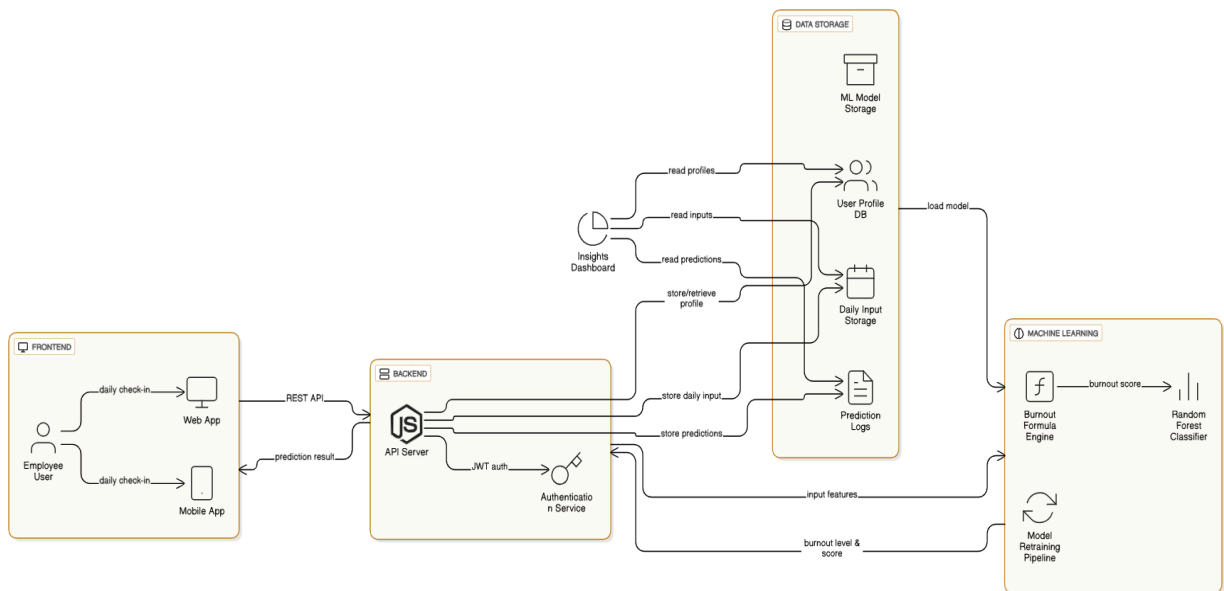 DATA STORAGE
ML Model
Storage
read profiles
User Profile
DB
load model
read inputs
Insights
Dashboard
read predictions
store/retrieve
profile
Daily Input
Storage
FRONTEND
daily check-in
Web App
Employee
User
daily check-in
Mobile App
REST API
prediction result
BACKEND
JS
API Server
store daily input
store predictions
JWT auth
Authenticatio
n Service
Prediction
Logs
input features
burnout level &
score
MACHINE LEARNING
f
Burnout
Formula
Engine
burnout score
Random
Forest
Classifier
Model
Retraining
Pipeline